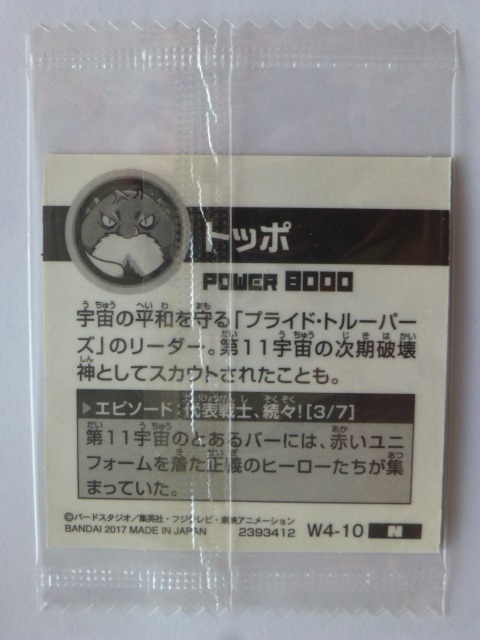 トッポ
POWER 8000
宇宙の平和を守る「プライド・トルーパー
ズ」のリーダー。第11宇宙の次期破壊
神としてスカウトされたことも。
エピソード:代表戦士、続々![3/7]
第11宇宙のとあるバーには、赤いユニ
フォームを着た正義のヒーローたちが集
まっていた。
©バードスタジオ/集英社・フジテレビ・東映アニメーション
BANDAI 2017 MADE IN JAPAN 2393412 W4-10 N